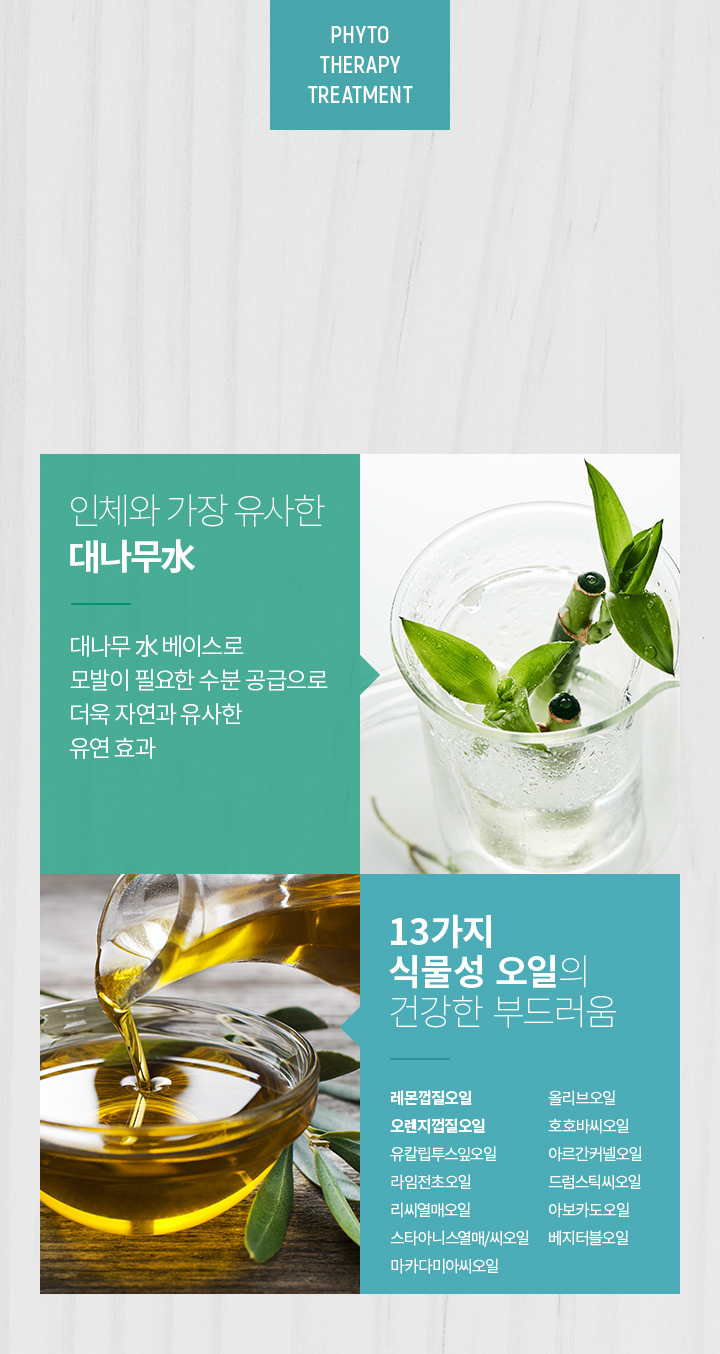 PHYTO
THERAPY
TREATMENT
인체와 가장 유사한
대나무水
대나무 水 베이스로
모발이 필요한 수분 공급으로
더욱 자연과 유사한
유연 효과
13가지
식물성 오일의
건강한 부드러움
레몬껍질오일
오렌지껍질오일
유칼립투스잎오일
라임전초오일
리씨열매오일
스타아니스열매/씨오일
마카다미아씨오일
올리브오일
호호바씨오일
아르간커넬오일
드럼스틱씨오일
아보카도오일
베지터블오일